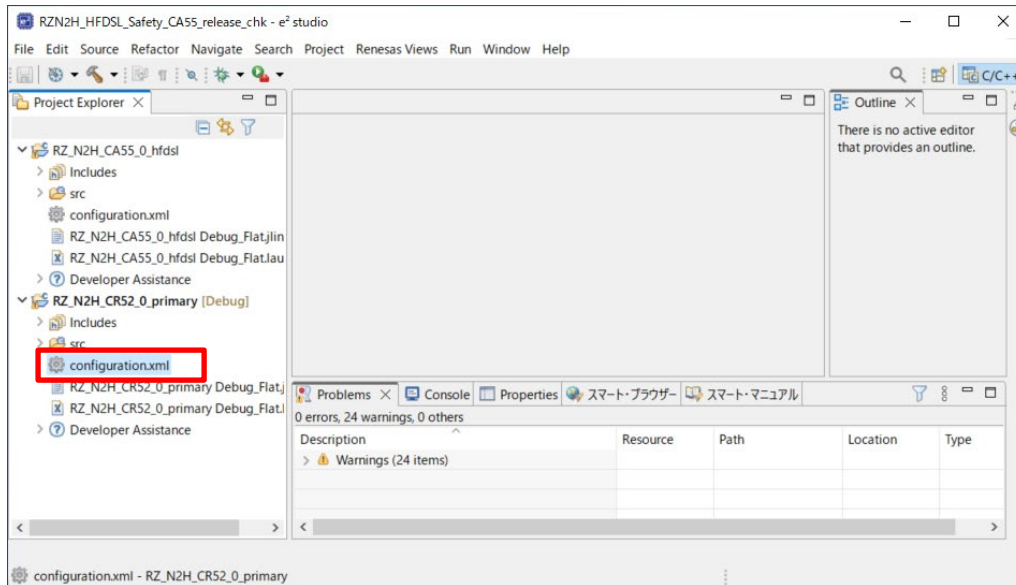 RZN2H_HFDSL_Safety_CA55_release_chk - e² studio
File Edit Source Refactor Navigate Search Project Renesas Views Run Window Help
C/C++
Project Explorer
RZ_N2H_CA55_0_hfdsl
Includes
src
configuration.xml
RZ_N2H_CA55_0_hfdsl Debug_Flat.jlin
RZ_N2H_CA55_0_hfdsl Debug_Flat.lau
Developer Assistance
RZ_N2H_CR52_0_primary [Debug]
Includes
src
configuration.xml
RZ_N2H_CR52_0_primary Debug_Flat.j
RZ_N2H_CR52_0_primary Debug_Flat.l
Developer Assistance
Outline
There is no active editor
that provides an outline.
Problems Console Properties スマート・ブラウザー スマート・マニュアル
0 errors, 24 warnings, 0 others
Description Resource Path Location Type
Warnings (24 items)
configuration.xml - RZ_N2H_CR52_0_primary